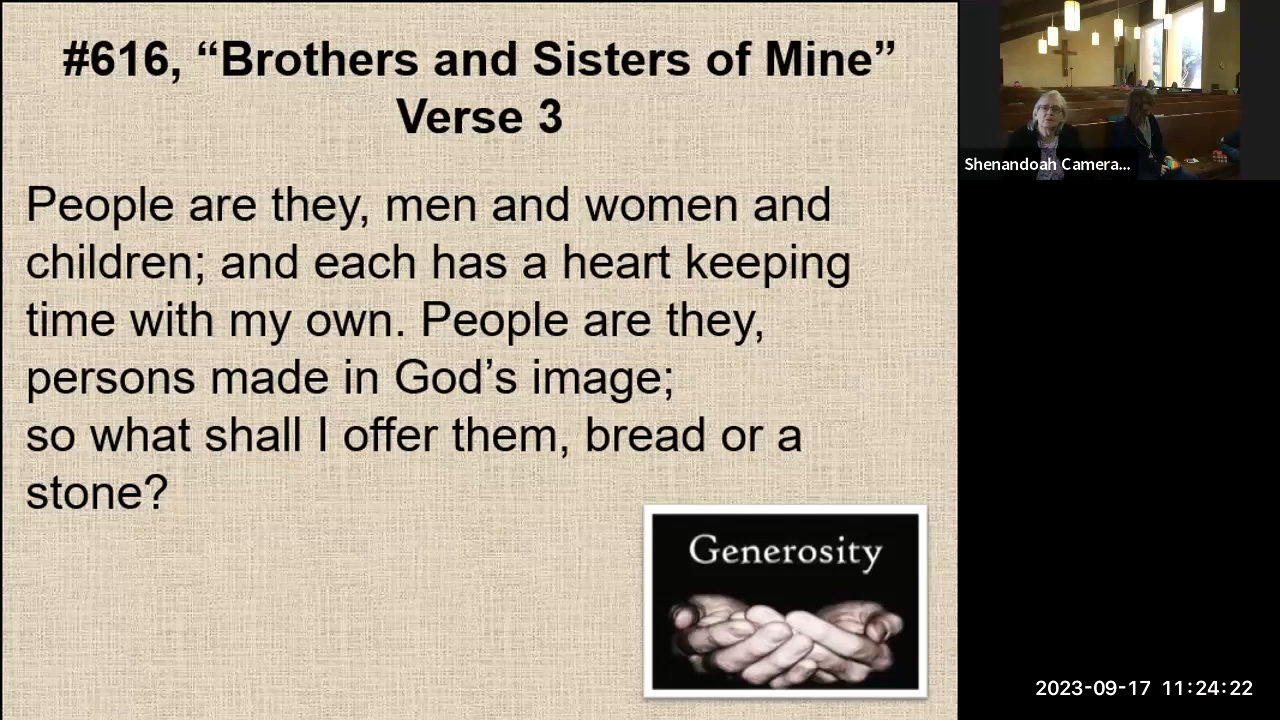 #616, “Brothers and Sisters of Mine”
Verse 3
People are they, men and women and
children; and each has a heart keeping
time with my own. People are they,
persons made in God’s image;
so what shall I offer them, bread or a
stone?
Generosity
Shenandoah Camera...
2023-09-17 11:24:22